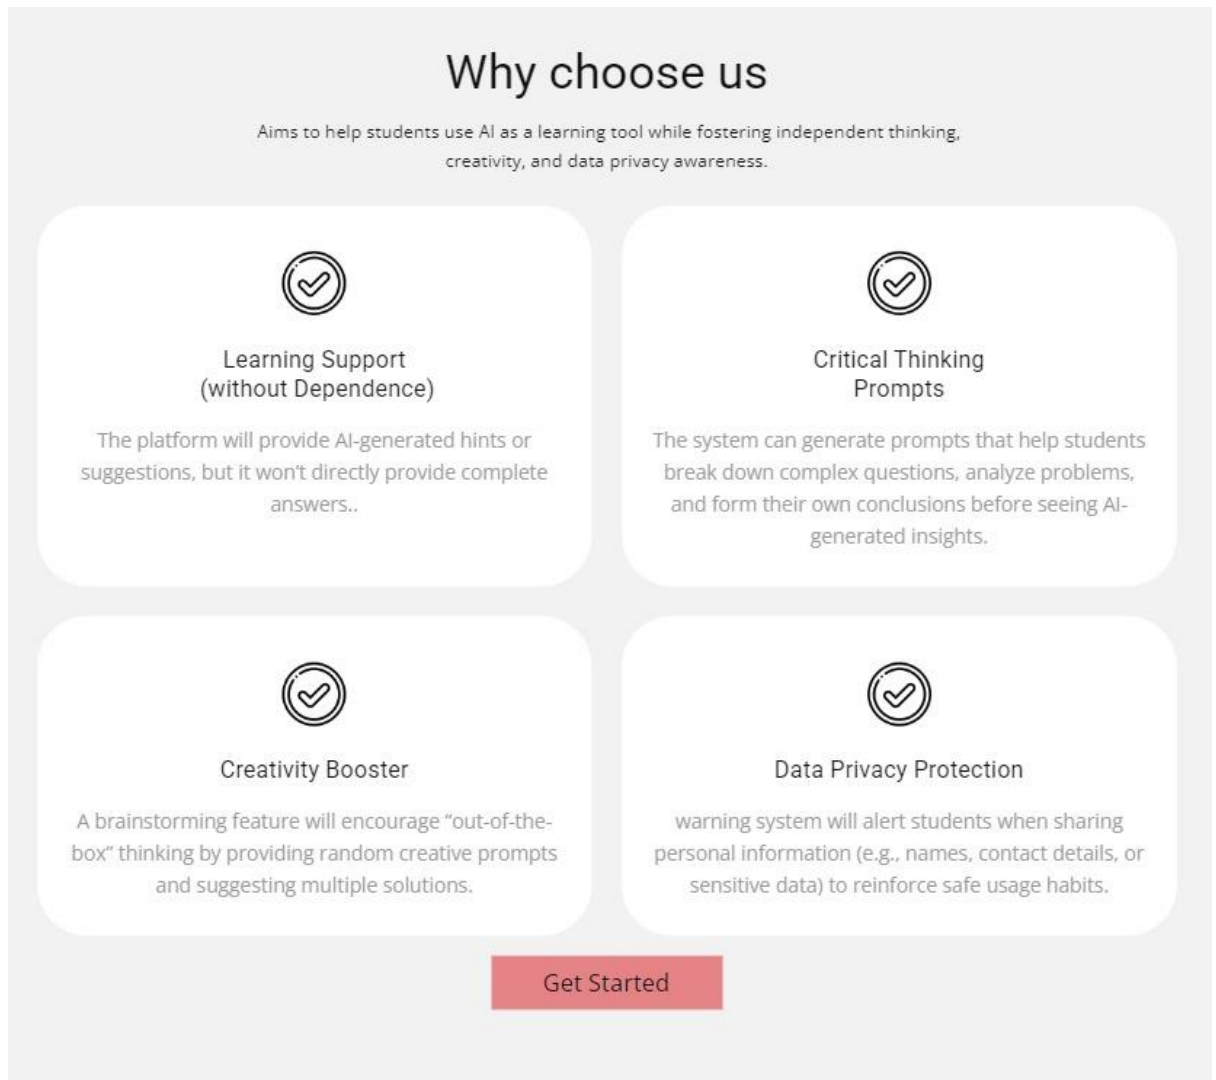 Why choose us
Aims to help students use AI as a learning tool while fostering independent thinking,
creativity, and data privacy awareness.
Learning Support
(without Dependence)
The platform will provide AI-generated hints or
suggestions, but it won’t directly provide complete
answers..
Critical Thinking
Prompts
The system can generate prompts that help students
break down complex questions, analyze problems,
and form their own conclusions before seeing AI-
generated insights.
Creativity Booster
A brainstorming feature will encourage “out-of-the-
box” thinking by providing random creative prompts
and suggesting multiple solutions.
Data Privacy Protection
warning system will alert students when sharing
personal information (e.g., names, contact details, or
sensitive data) to reinforce safe usage habits.
Get Started